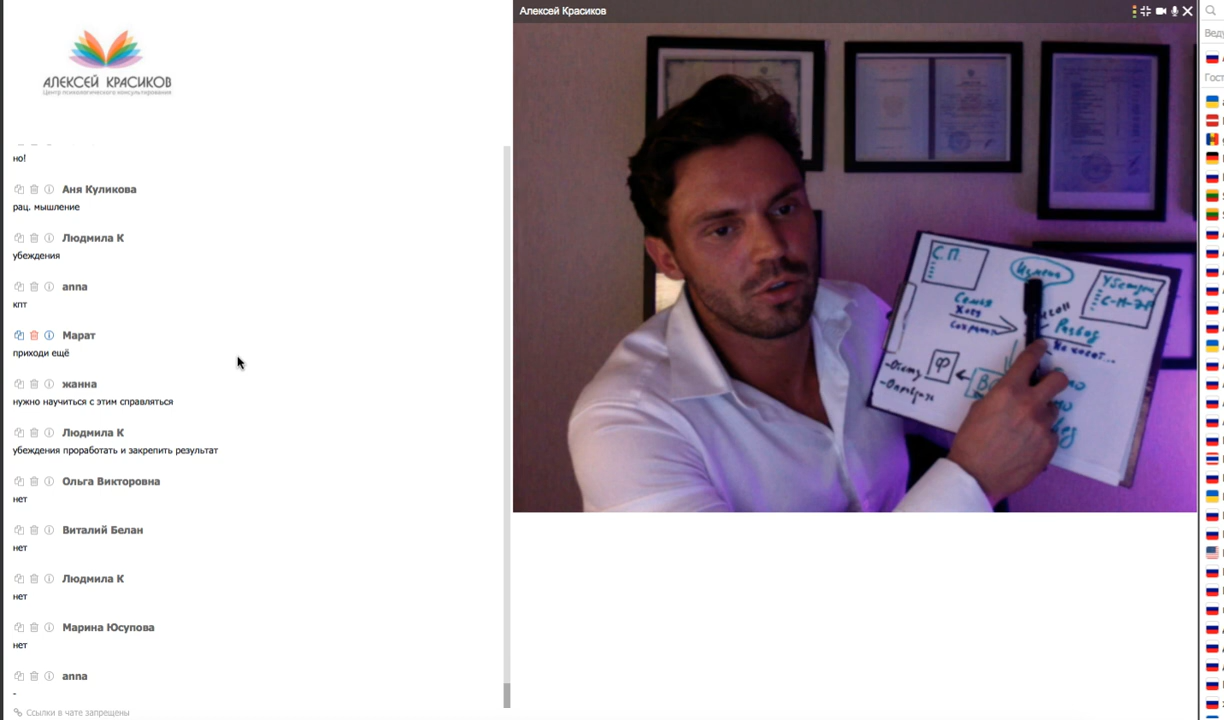 АЛЕКСЕЙ КРАСИКОВ
Центр психологического консультирования
но!
Аня Куликова
рац. мышление
Людмила К
убеждения
anna
кпт
Марат
приходи ещё
жанна
нужно научиться с этим справляться
Людмила К
убеждения проработать и закрепить результат
Ольга Викторовна
нет
Виталий Белан
нет
Людмила К
нет
Марина Юсупова
нет
anna
-
Ссылки в чате запрещены
Алексей Красиков
С.П.
Измена
Семья
Хочу
Развод
С-М-Э-Р
Ф